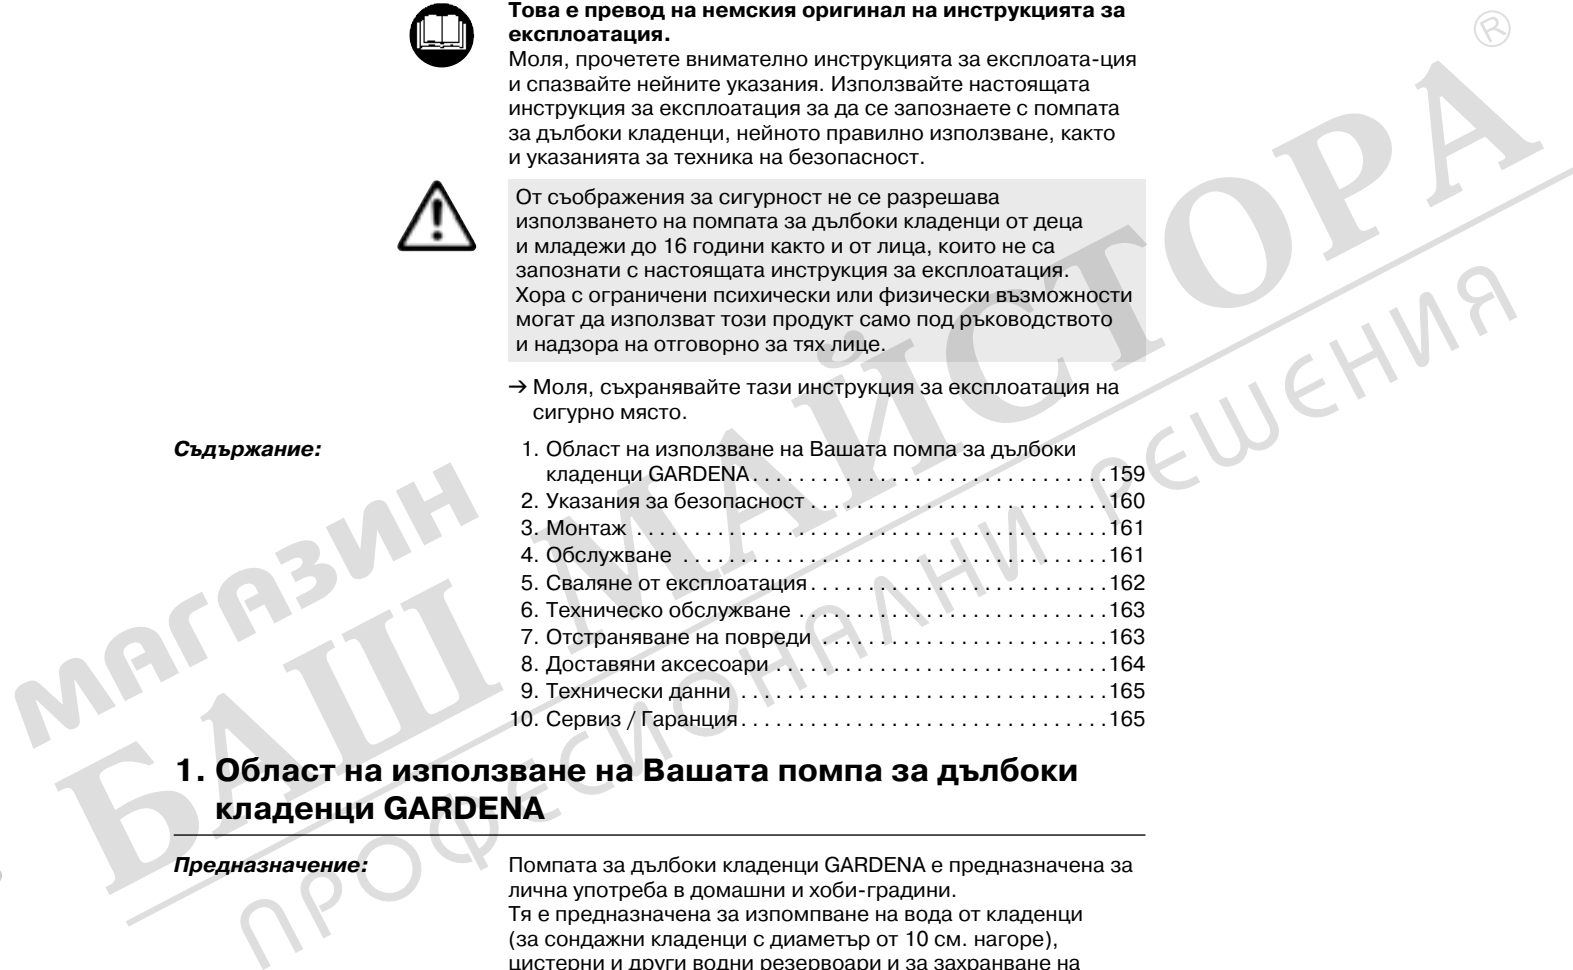 Това е превод на немския оригинал на инструкцията за
експлоатация.
Моля, прочетете внимателно инструкцията за експлоата-ция
и спазвайте нейните указания. Използвайте настоящата
инструкция за експлоатация за да се запознаете с помпата
за дълбоки кладенци, нейното правилно използване, както
и указанията за техника на безопасност.
От съображения за сигурност не се разрешава
използването на помпата за дълбоки кладенци от деца
и младежи до 16 години както и от лица, които не са
запознати с настоящата инструкция за експлоатация.
Хора с ограничени психически или физически възможности
могат да използват този продукт само под ръководството
и надзора на отговорно за тях лице.
➔ Моля, съхранявайте тази инструкция за експлоатация на
сигурно място.
Съдържание:
1. Област на използване на Вашата помпа за дълбоки
кладенци GARDENA. . . . . . . . . . . . . . . . . . . . . . . . . . . . . . .159
2. Указания за безопасност . . . . . . . . . . . . . . . . . . . . . . . . . .160
3. Монтаж . . . . . . . . . . . . . . . . . . . . . . . . . . . . . . . . . . . . . . . . .161
4. Обслужване . . . . . . . . . . . . . . . . . . . . . . . . . . . . . . . . . . . . .161
5. Сваляне от експлоатация. . . . . . . . . . . . . . . . . . . . . . . . . .162
6. Техническо обслужване . . . . . . . . . . . . . . . . . . . . . . . . . . .163
7. Отстраняване на повреди . . . . . . . . . . . . . . . . . . . . . . . . .163
8. Доставяни аксесоари . . . . . . . . . . . . . . . . . . . . . . . . . . . . .164
9. Технически данни . . . . . . . . . . . . . . . . . . . . . . . . . . . . . . . .165
10. Сервиз / Гаранция. . . . . . . . . . . . . . . . . . . . . . . . . . . . . . . .165
1. Област на използване на Вашата помпа за дълбоки
кладенци GARDENA
Предназначение:
Помпата за дълбоки кладенци GARDENA е предназначена за
лична употреба в домашни и хоби-градини.
Тя е предназначена за изпомпване на вода от кладенци
(за сондажни кладенци с диаметър от 10 см. нагоре),
цистерни и други водни резервоари и за захранване на
магазин
БАШ МАЙСТОРА ®
ПРОФЕСИОНАЛНИ РЕШЕНИЯ